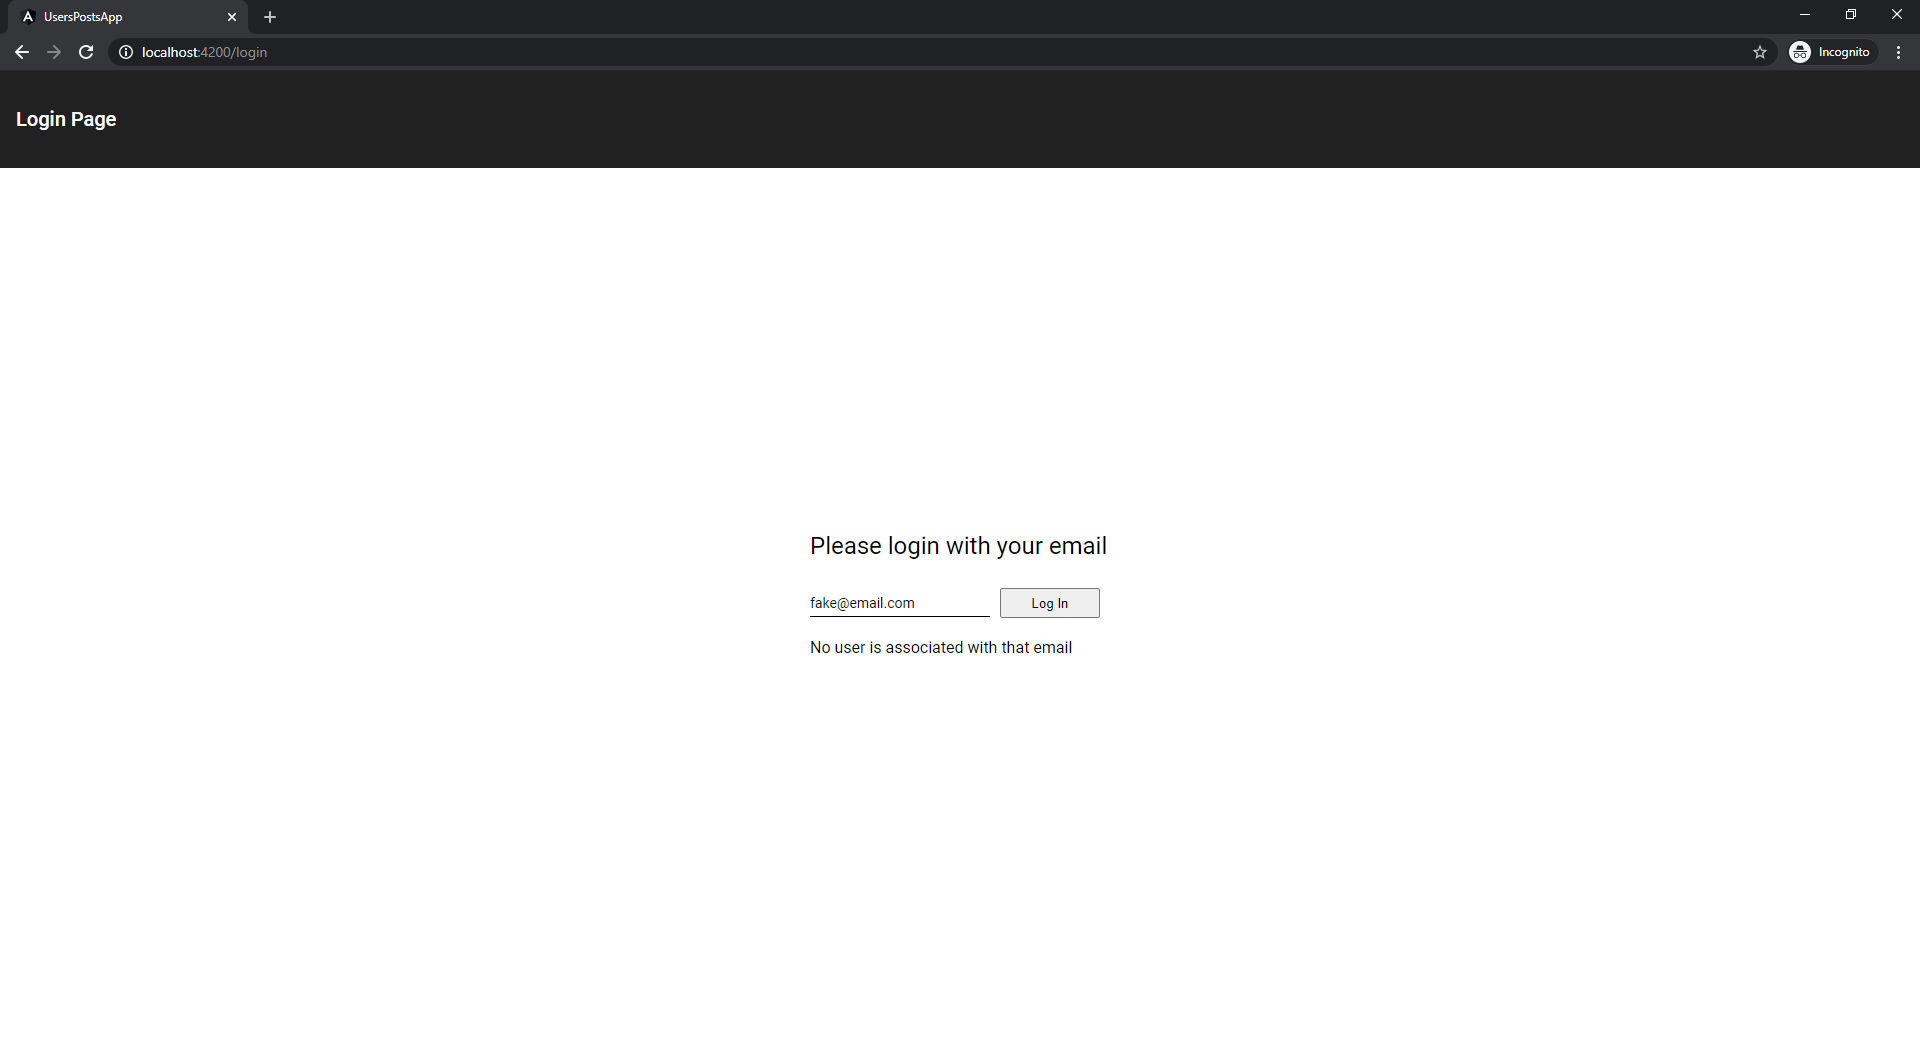 UsersPostsApp
localhost:4200/login
Incognito
Login Page
Please login with your email
fake@email.com
Log In
No user is associated with that email